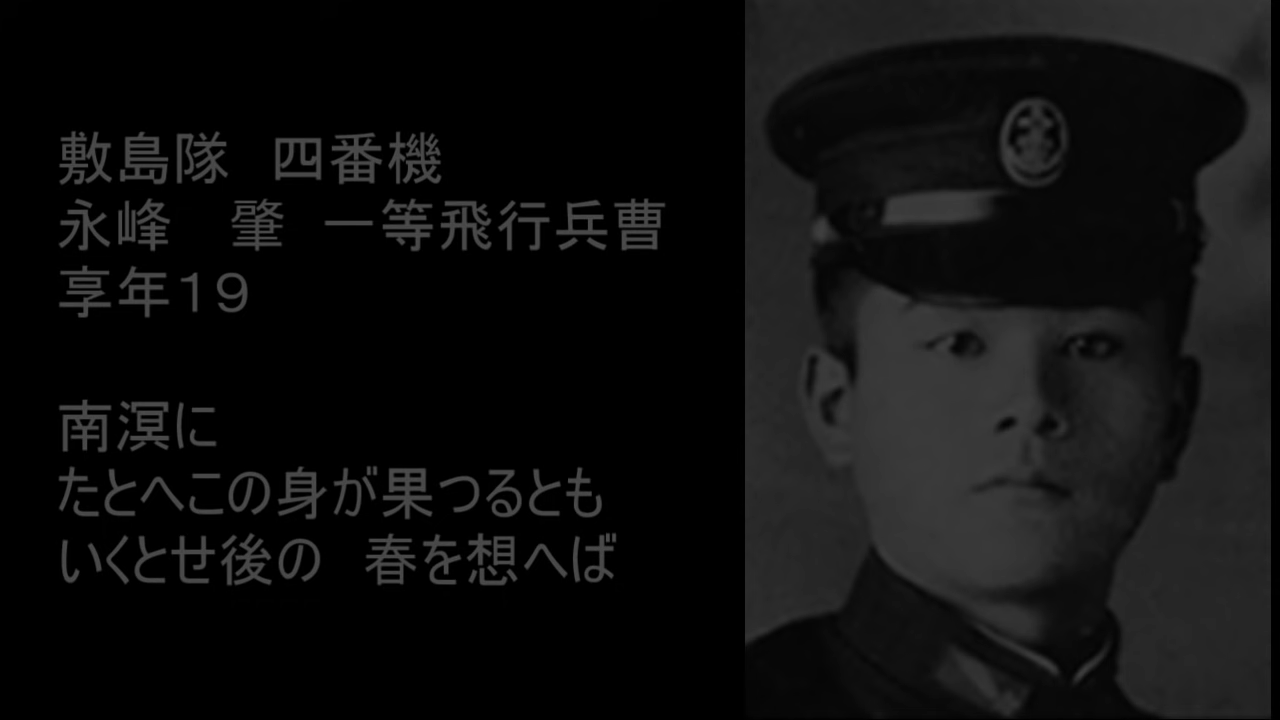 敷島隊　四番機
永峰　肇　一等飛行兵曹
享年１９
南溟に
たとへこの身が果つるとも
いくとせ後の　春を想へば